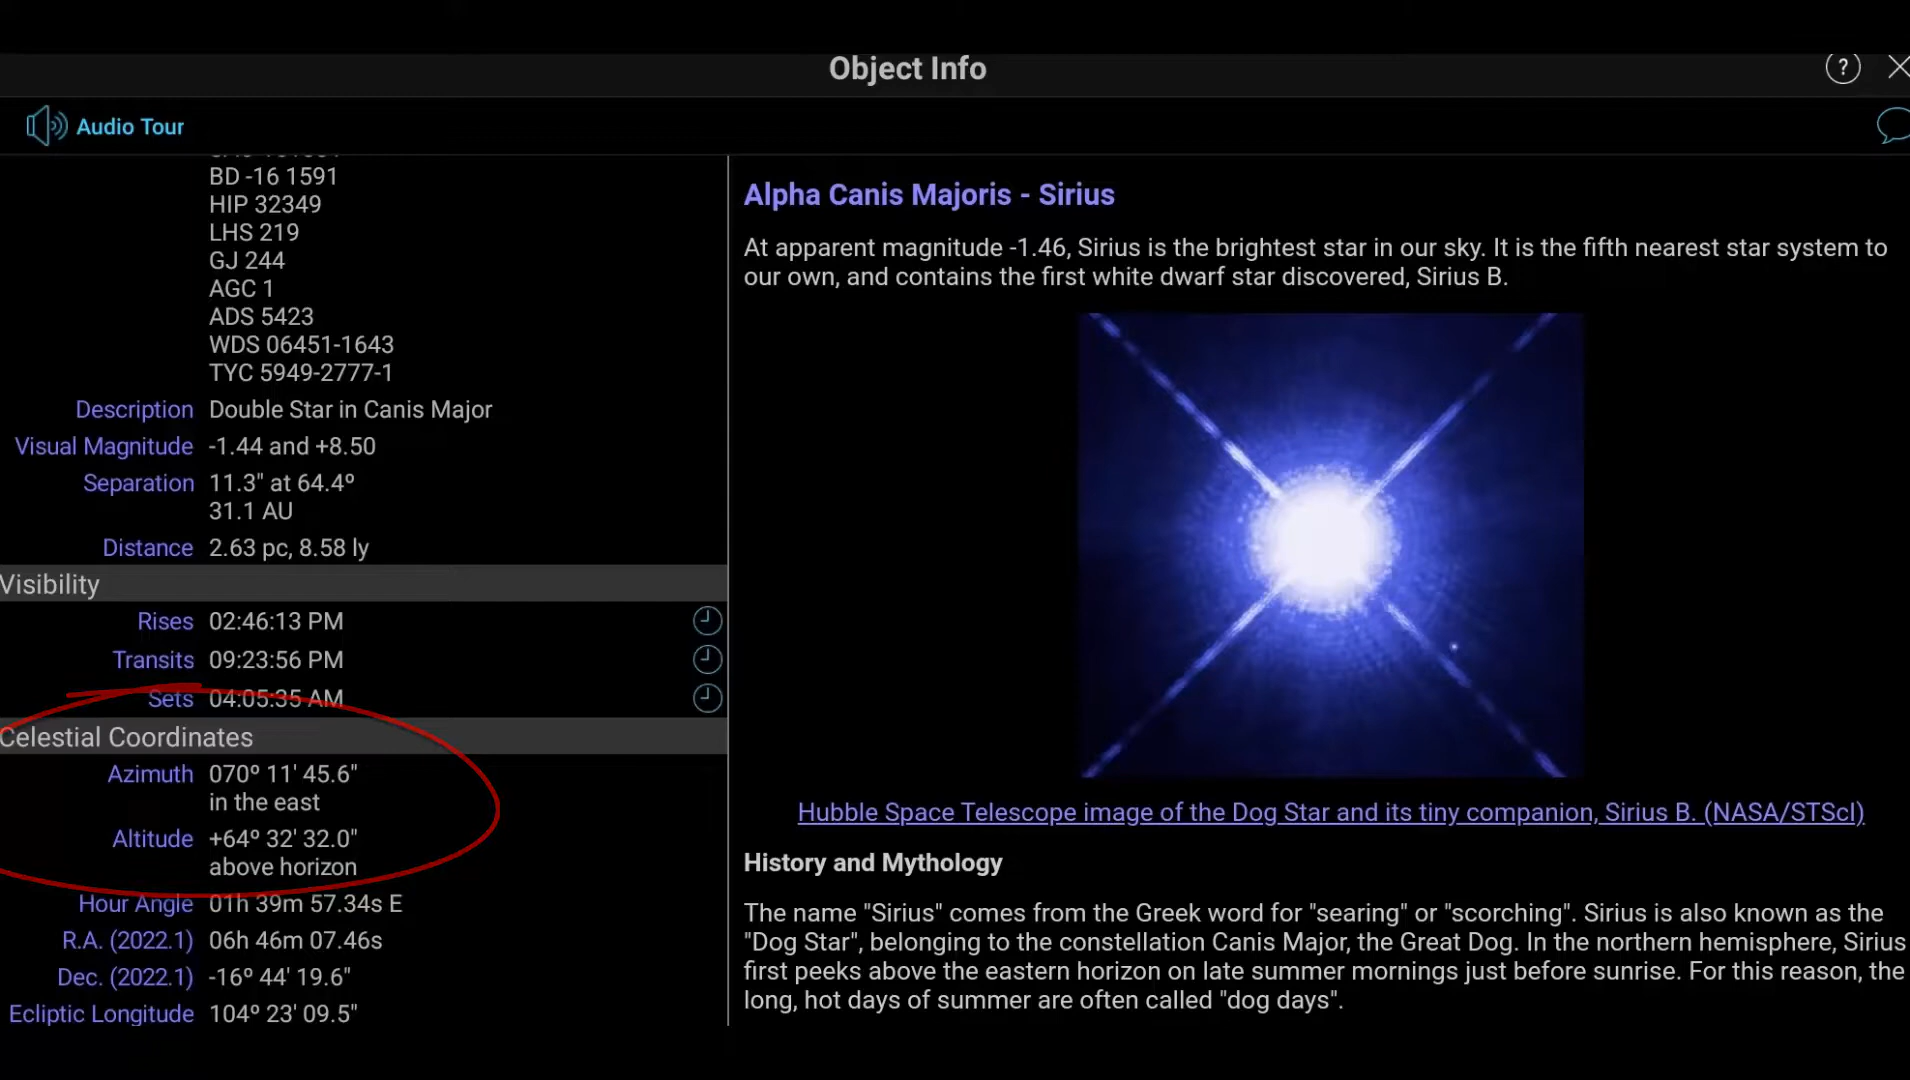 Object Info
?
Audio Tour
BD -16 1591
HIP 32349
LHS 219
GJ 244
AGC 1
ADS 5423
WDS 06451-1643
TYC 5949-2777-1
Description Double Star in Canis Major
Visual Magnitude -1.44 and +8.50
Separation 11.3" at 64.4º
31.1 AU
Distance 2.63 pc, 8.58 ly
Visibility
Rises 02:46:13 PM
Transits 09:23:56 PM
Sets 04:05:35 AM
Celestial Coordinates
Azimuth 070º 11' 45.6"
in the east
Altitude +64º 32' 32.0"
above horizon
Hour Angle 01h 39m 57.34s E
R.A. (2022.1) 06h 46m 07.46s
Dec. (2022.1) -16º 44' 19.6"
Ecliptic Longitude 104º 23' 09.5"
Alpha Canis Majoris - Sirius
At apparent magnitude -1.46, Sirius is the brightest star in our sky. It is the fifth nearest star system to
our own, and contains the first white dwarf star discovered, Sirius B.
Hubble Space Telescope image of the Dog Star and its tiny companion, Sirius B. (NASA/STScI)
History and Mythology
The name "Sirius" comes from the Greek word for "searing" or "scorching". Sirius is also known as the
"Dog Star", belonging to the constellation Canis Major, the Great Dog. In the northern hemisphere, Sirius
first peeks above the eastern horizon on late summer mornings just before sunrise. For this reason, the
long, hot days of summer are often called "dog days".